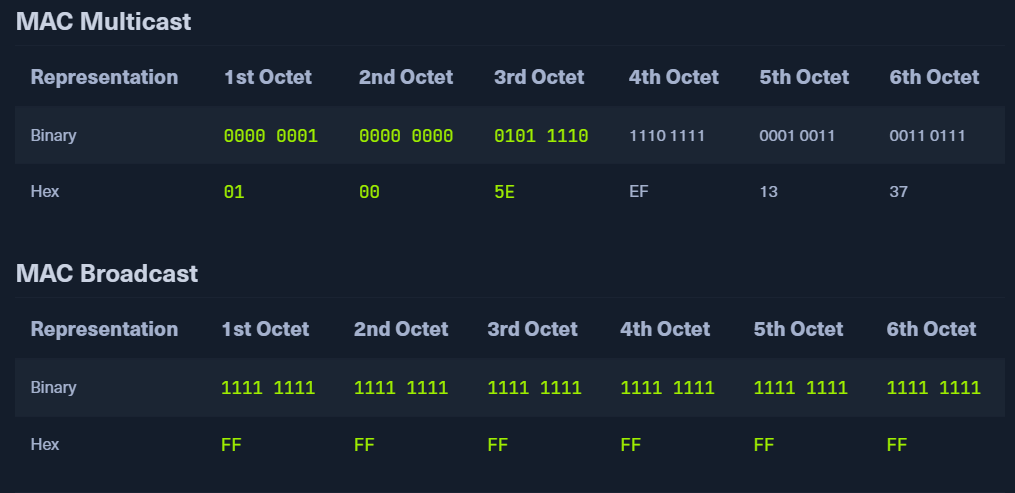 MAC Multicast
Representation 1st Octet 2nd Octet 3rd Octet 4th Octet 5th Octet 6th Octet
Binary 0000 0001 0000 0000 0101 1110 1110 1111 0001 0011 0011 0111
Hex 01 00 5E EF 13 37
MAC Broadcast
Representation 1st Octet 2nd Octet 3rd Octet 4th Octet 5th Octet 6th Octet
Binary 1111 1111 1111 1111 1111 1111 1111 1111 1111 1111 1111 1111
Hex FF FF FF FF FF FF